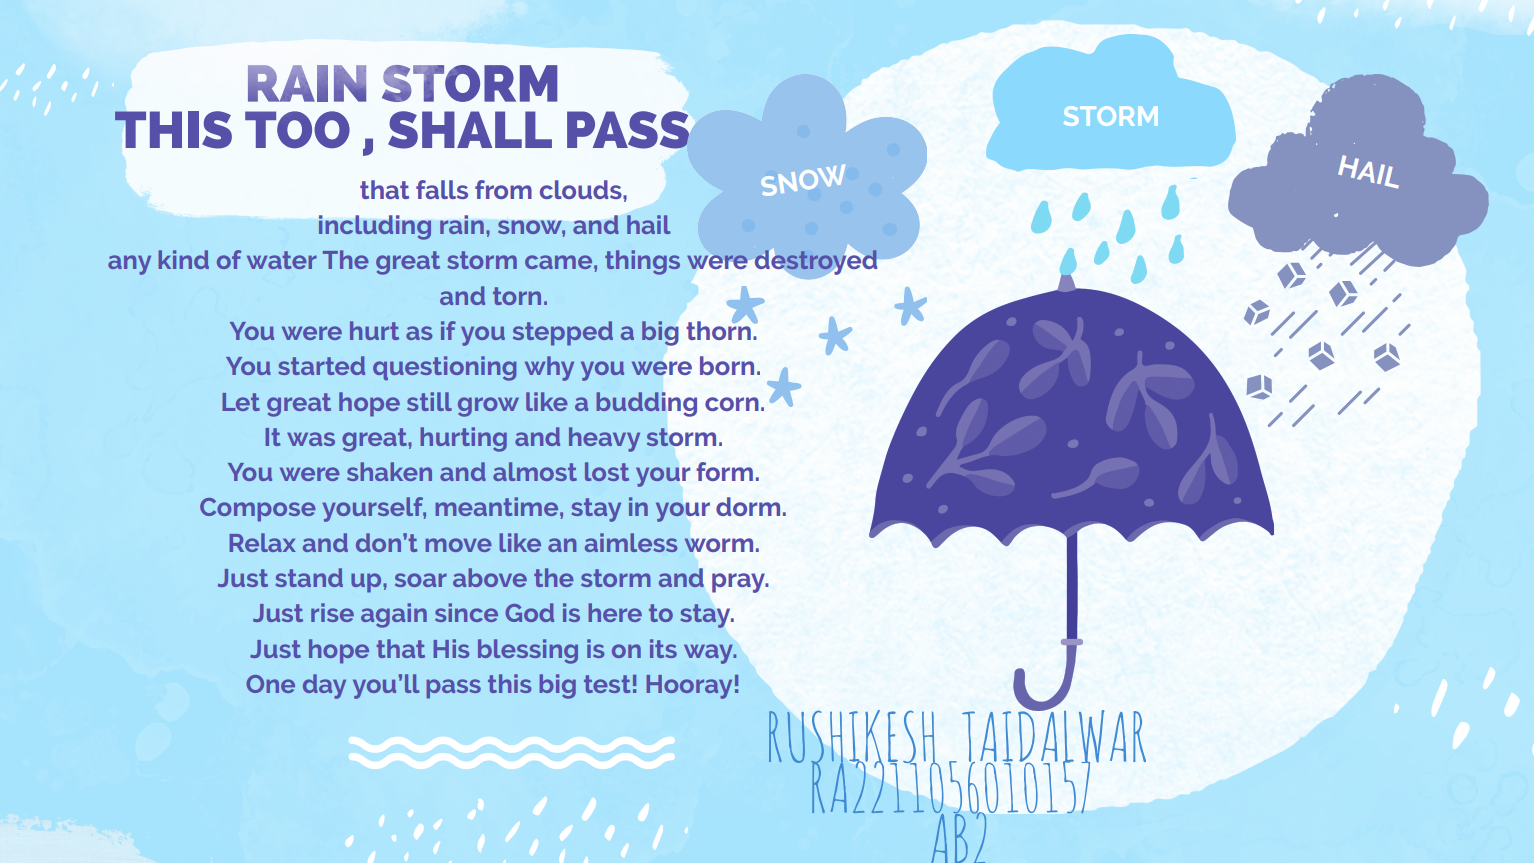 RAIN STORM
THIS TOO , SHALL PASS
that falls from clouds,
including rain, snow, and hail
any kind of water The great storm came, things were destroyed
and torn.
You were hurt as if you stepped a big thorn.
You started questioning why you were born.
Let great hope still grow like a budding corn.
It was great, hurting and heavy storm.
You were shaken and almost lost your form.
Compose yourself, meantime, stay in your dorm.
Relax and don’t move like an aimless worm.
Just stand up, soar above the storm and pray.
Just rise again since God is here to stay.
Just hope that His blessing is on its way.
One day you’ll pass this big test! Hooray!
SNOW
STORM
HAIL
RUSHIKESH TAIDALWAR
RA2211056010157
AB2